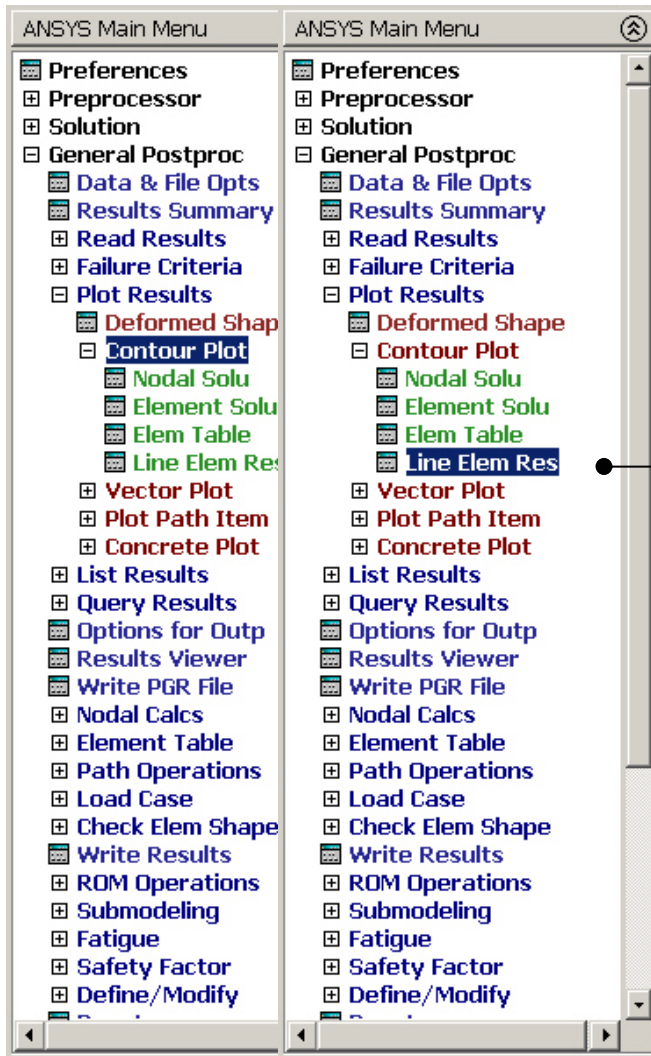 ANSYS Main Menu
Preferences
Preprocessor
Solution
General Postproc
Data & File Opts
Results Summary
Read Results
Failure Criteria
Plot Results
Deformed Shap
Contour Plot
Nodal Solu
Element Solu
Elem Table
Line Elem Res
Vector Plot
Plot Path Item
Concrete Plot
List Results
Query Results
Options for Outp
Results Viewer
Write PGR File
Nodal Calcs
Element Table
Path Operations
Load Case
Check Elem Shape
Write Results
ROM Operations
Submodeling
Fatigue
Safety Factor
Define/Modify
ANSYS Main Menu
Preferences
Preprocessor
Solution
General Postproc
Data & File Opts
Results Summary
Read Results
Failure Criteria
Plot Results
Deformed Shape
Contour Plot
Nodal Solu
Element Solu
Elem Table
Line Elem Res
Vector Plot
Plot Path Item
Concrete Plot
List Results
Query Results
Options for Outp
Results Viewer
Write PGR File
Nodal Calcs
Element Table
Path Operations
Load Case
Check Elem Shape
Write Results
ROM Operations
Submodeling
Fatigue
Safety Factor
Define/Modify